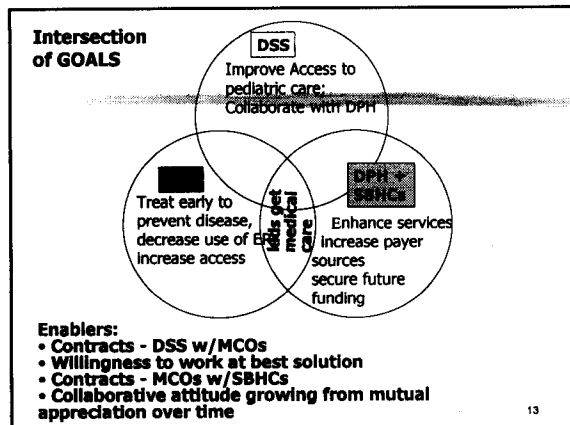 Intersection
of GOALS
DSS
Improve Access to
pediatric care;
Collaborate with DPH
Treat early to
prevent disease,
decrease use of ER
increase access
kids get
medical
care
DPH +
SBHCs
Enhance services
increase payer
sources
secure future
funding
Enablers:
• Contracts - DSS w/MCOs
• Willingness to work at best solution
• Contracts - MCOs w/SBHCs
• Collaborative attitude growing from mutual
appreciation over time
13